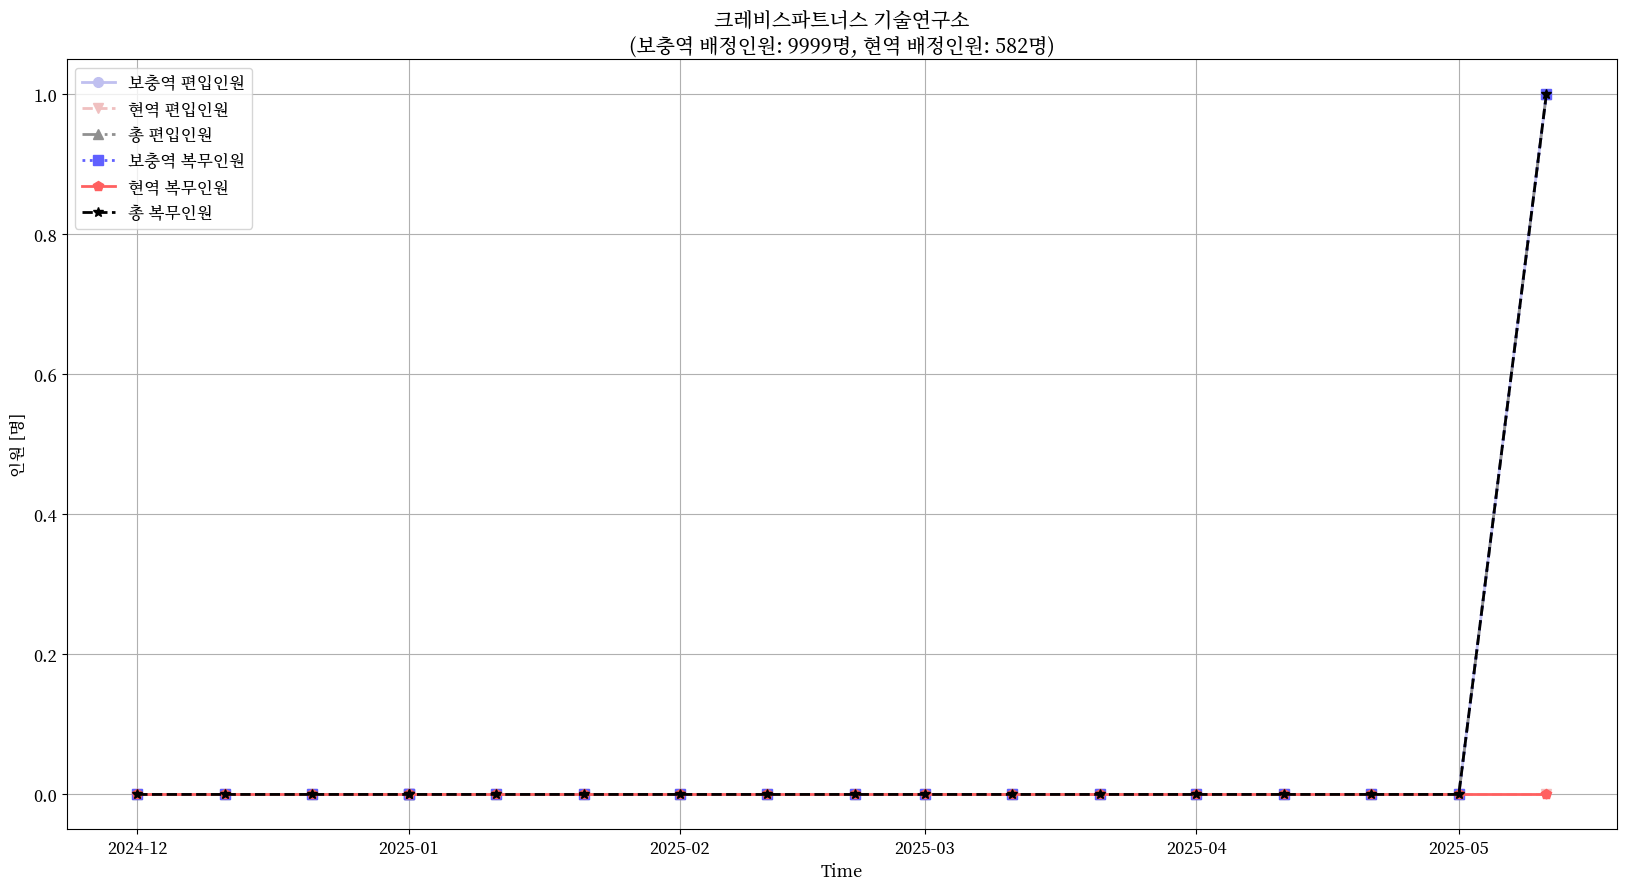 크레비스파트너스 기술연구소
(보충역 배정인원: 9999명, 현역 배정인원: 582명)
보충역 편입인원
현역 편입인원
총 편입인원
보충역 복무인원
현역 복무인원
총 복무인원
1.0
0.8
0.6
0.4
0.2
0.0
인원 [명]
2024-12
2025-01
2025-02
2025-03
2025-04
2025-05
Time